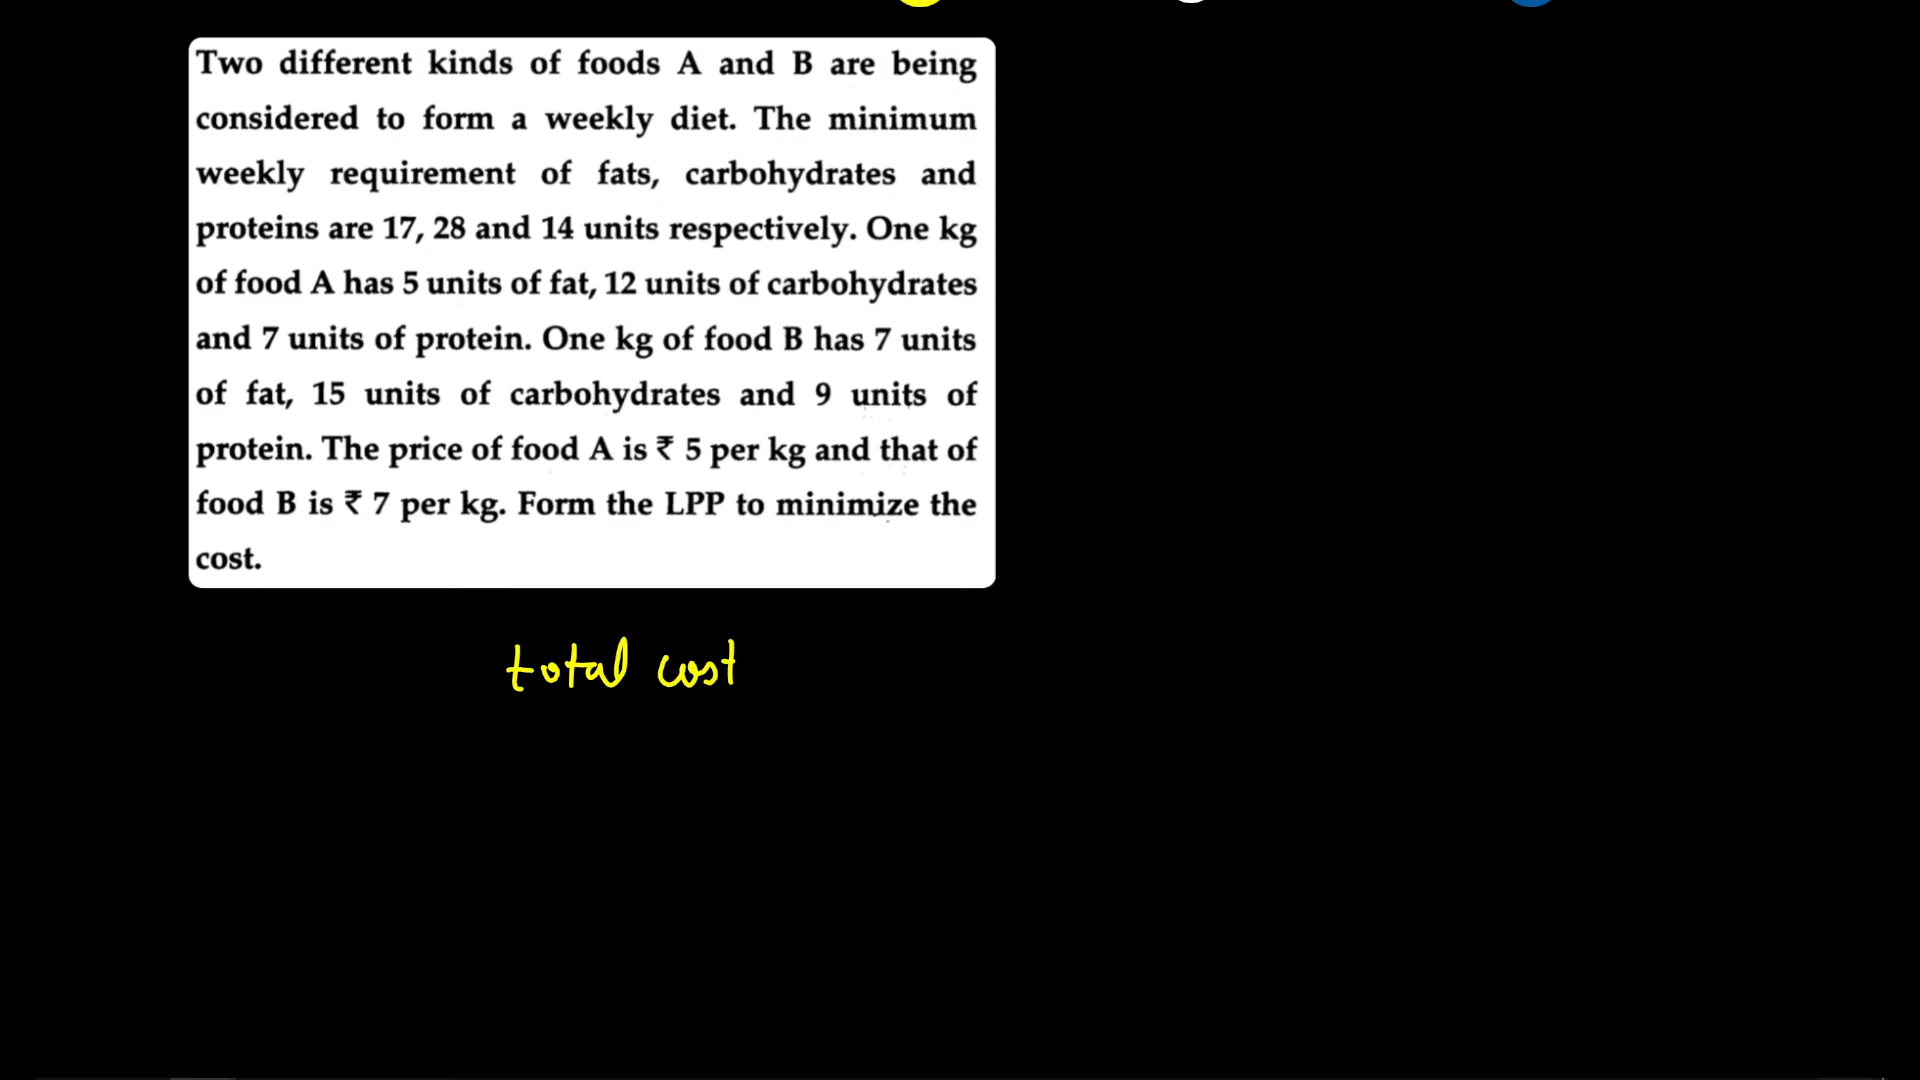 Two different kinds of foods A and B are being
considered to form a weekly diet. The minimum
weekly requirement of fats, carbohydrates and
proteins are 17, 28 and 14 units respectively. One kg
of food A has 5 units of fat, 12 units of carbohydrates
and 7 units of protein. One kg of food B has 7 units
of fat, 15 units of carbohydrates and 9 units of
protein. The price of food A is ₹ 5 per kg and that of
food B is ₹ 7 per kg. Form the LPP to minimize the
cost.
total cost